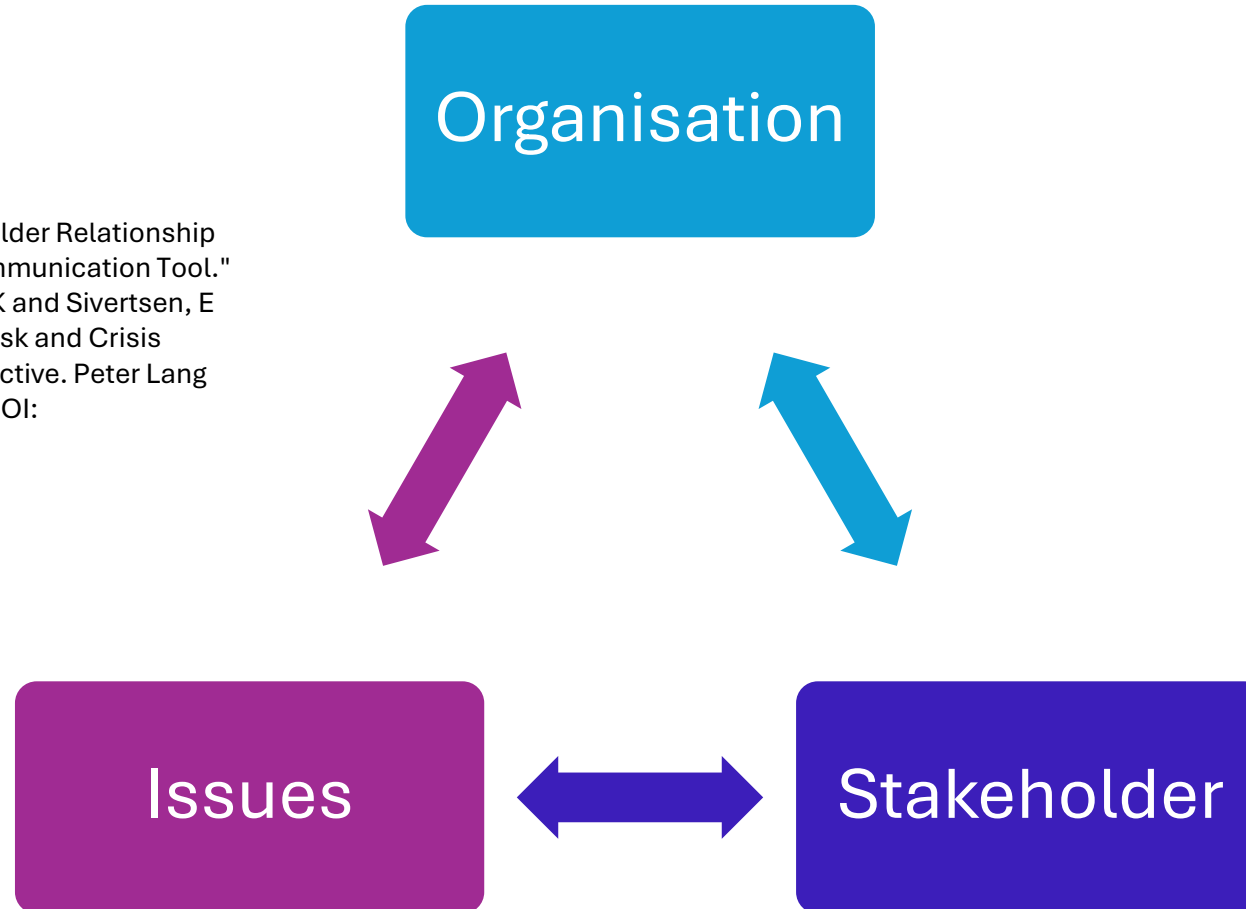 Organisation
lder Relationship
nmunication Tool."
K and Sivertsen, E
sk and Crisis
ctive. Peter Lang
OI:
Issues
Stakeholder